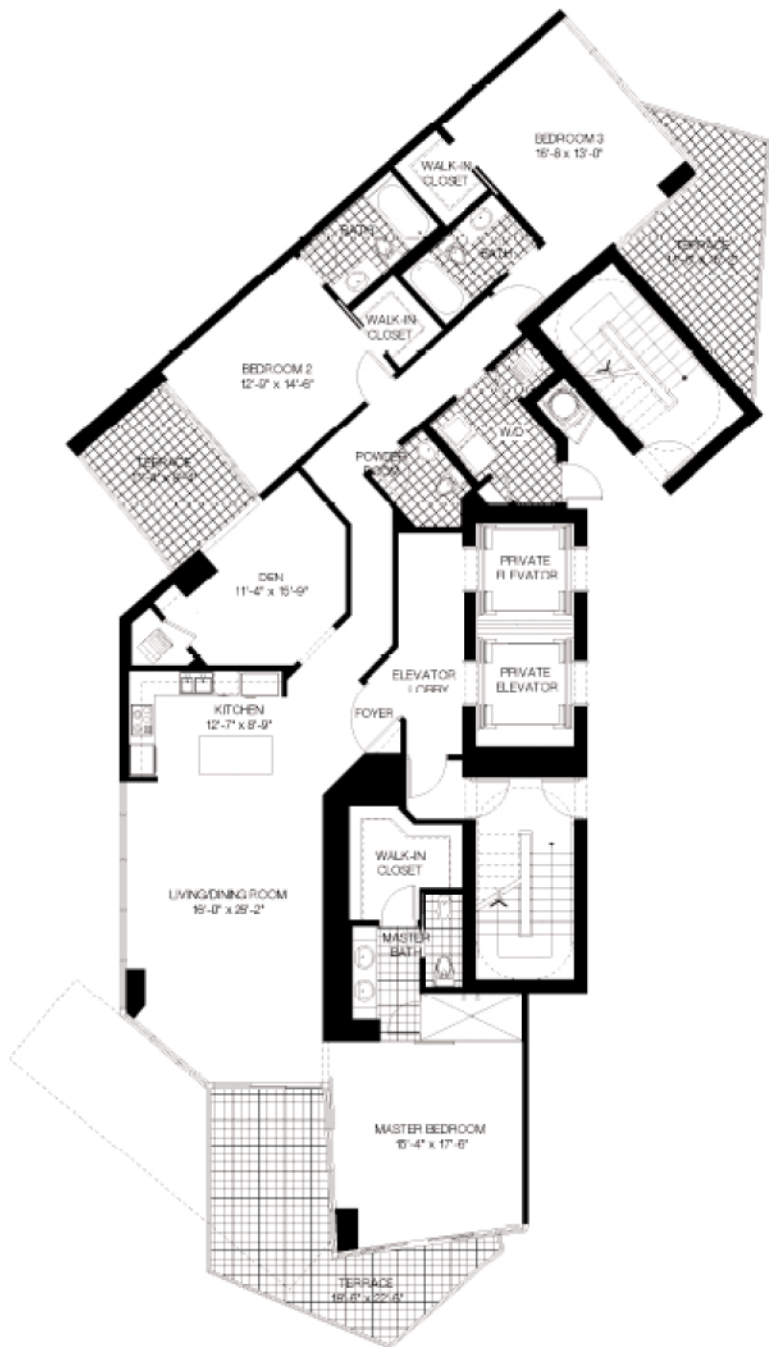 BEDROOM 3
16'-8 x 13'-0"
WALK-IN
CLOSET
BATH
BATH
TERRACE
WALK-IN
CLOSET
BEDROOM 2
12'-9" x 14'-6"
W/D
POWDER
ROOM
TERRACE
DEN
11'-4" x 15'-9"
PRIVATE
ELEVATOR
PRIVATE
ELEVATOR
ELEVATOR
LOBBY
FOYER
KITCHEN
12'-7" x 8'-9"
WALK-IN
CLOSET
LIVING/DINING ROOM
MASTER
BATH
MASTER BEDROOM
15'-4" x 17'-6"
TERRACE